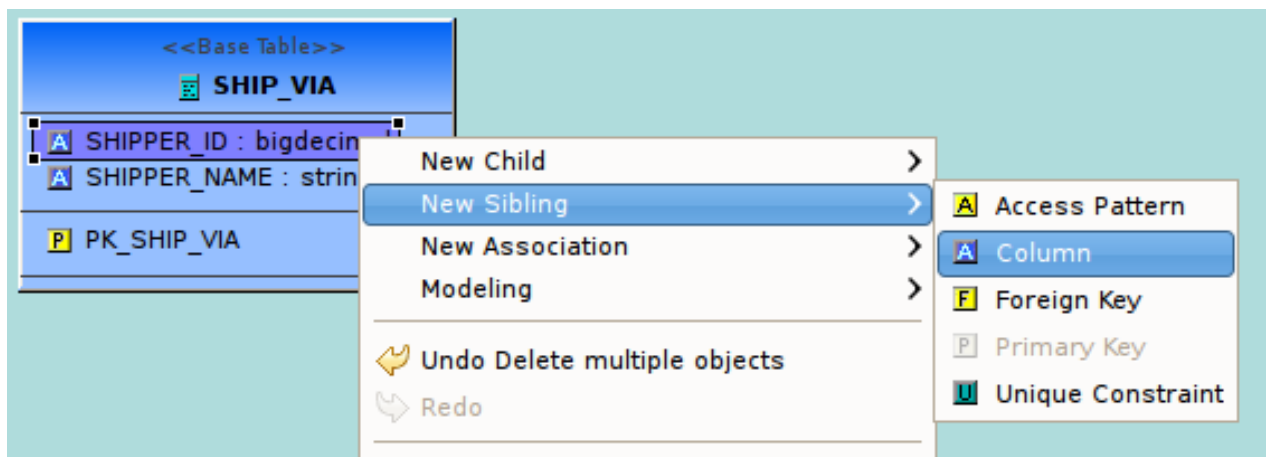 <<Base Table>>
SHIP_VIA
A SHIPPER_ID : bigdecim
A SHIPPER_NAME : strin
P PK_SHIP_VIA
New Child
New Sibling
New Association
Modeling
Undo Delete multiple objects
Redo
A Access Pattern
A Column
F Foreign Key
P Primary Key
U Unique Constraint